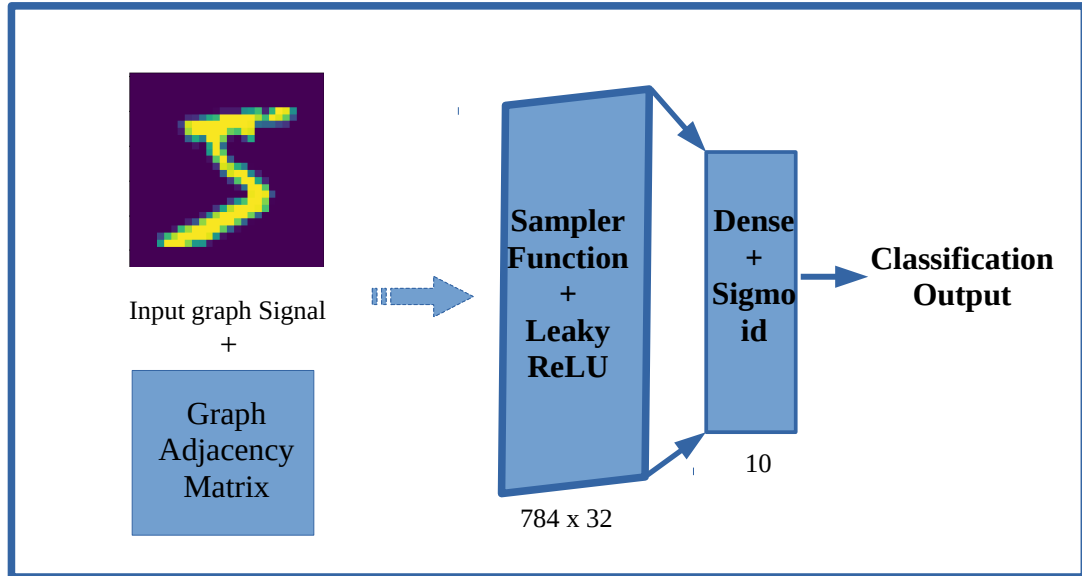 Input graph Signal
+
Graph
Adjacency
Matrix
Sampler
Function
+
Leaky
ReLU
784 x 32
Dense
+
Sigmo
id
10
Classification
Output